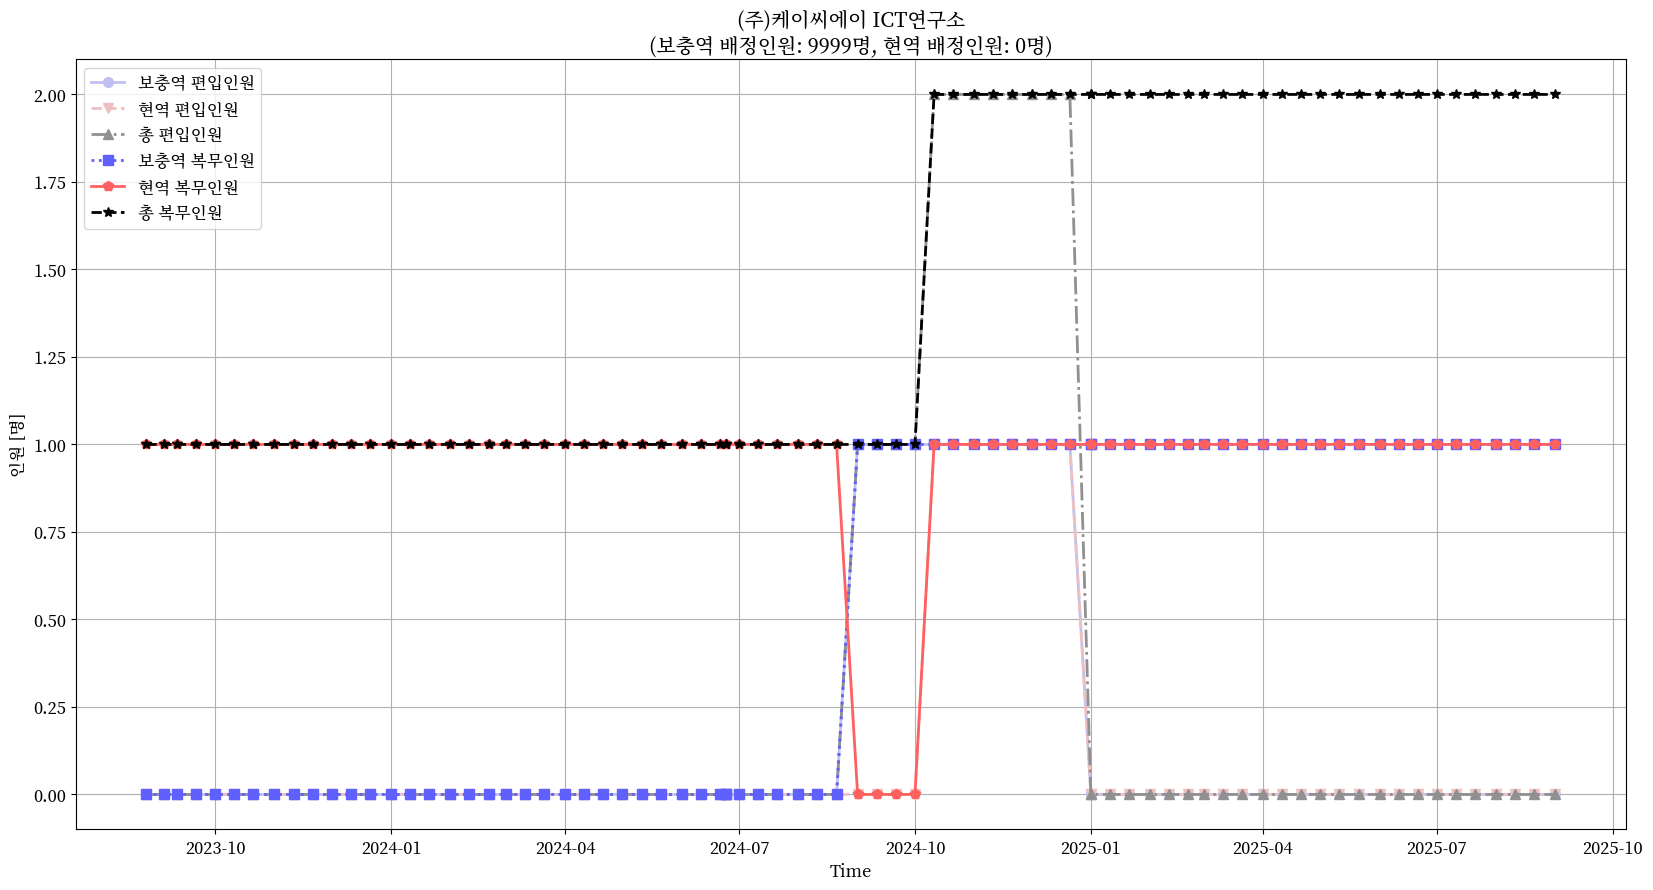 (주)케이씨에이 ICT연구소
(보충역 배정인원: 9999명, 현역 배정인원: 0명)
보충역 편입인원
현역 편입인원
총 편입인원
보충역 복무인원
현역 복무인원
총 복무인원
인원 [명]
2.00
1.75
1.50
1.25
1.00
0.75
0.50
0.25
0.00
2023-10
2024-01
2024-04
2024-07
2024-10
2025-01
2025-04
2025-07
2025-10
Time